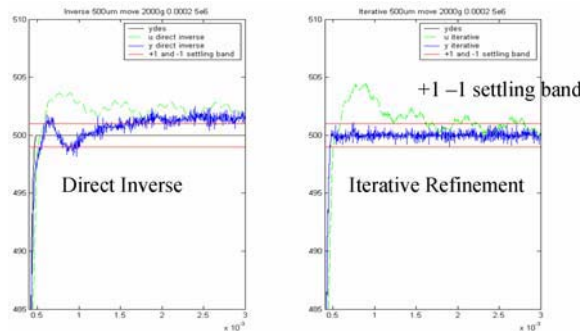 Inverse 500um move 2000g 0.0002 5e6
ydes
u direct inverse
y direct inverse
+1 and -1 settling band
510
505
500
495
490
485
Direct Inverse
0.5
1
1.5
2
2.5
3
x 10⁻³
Iterative 500um move 2000g 0.0002 5e6
ydes
u iterative
y iterative
+1 and -1 settling band
+1 –1 settling band
510
505
500
495
490
485
Iterative Refinement
0.5
1
1.5
2
2.5
3
x 10⁻³